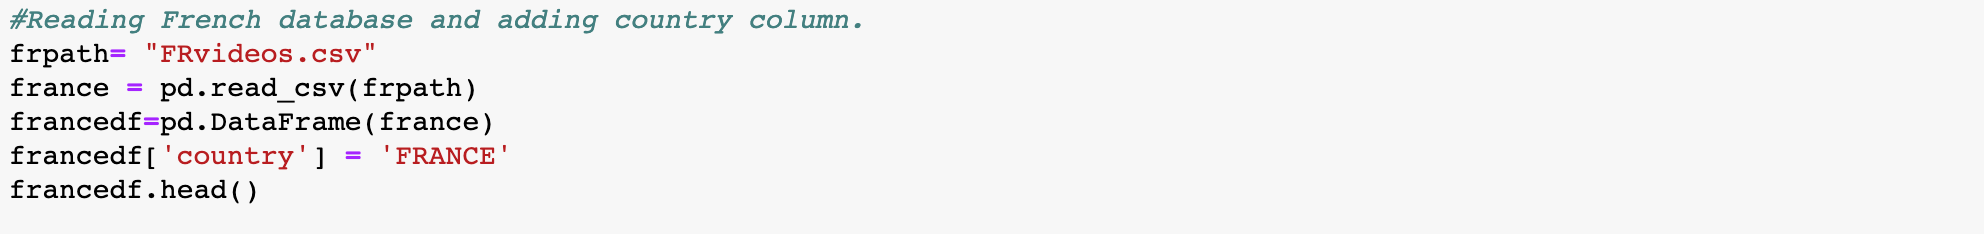 #Reading French database and adding country column.
frpath= "FRvideos.csv"
france = pd.read_csv(frpath)
francedf=pd.DataFrame(france)
francedf['country'] = 'FRANCE'
francedf.head()